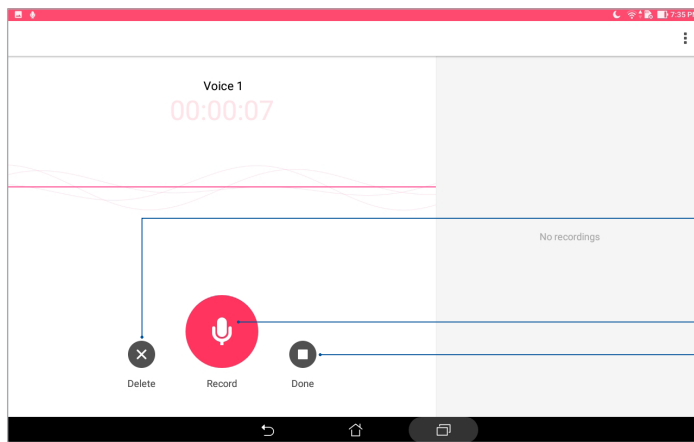 7:35 PM
Voice 1
00:00:07
No recordings
Delete
Record
Done